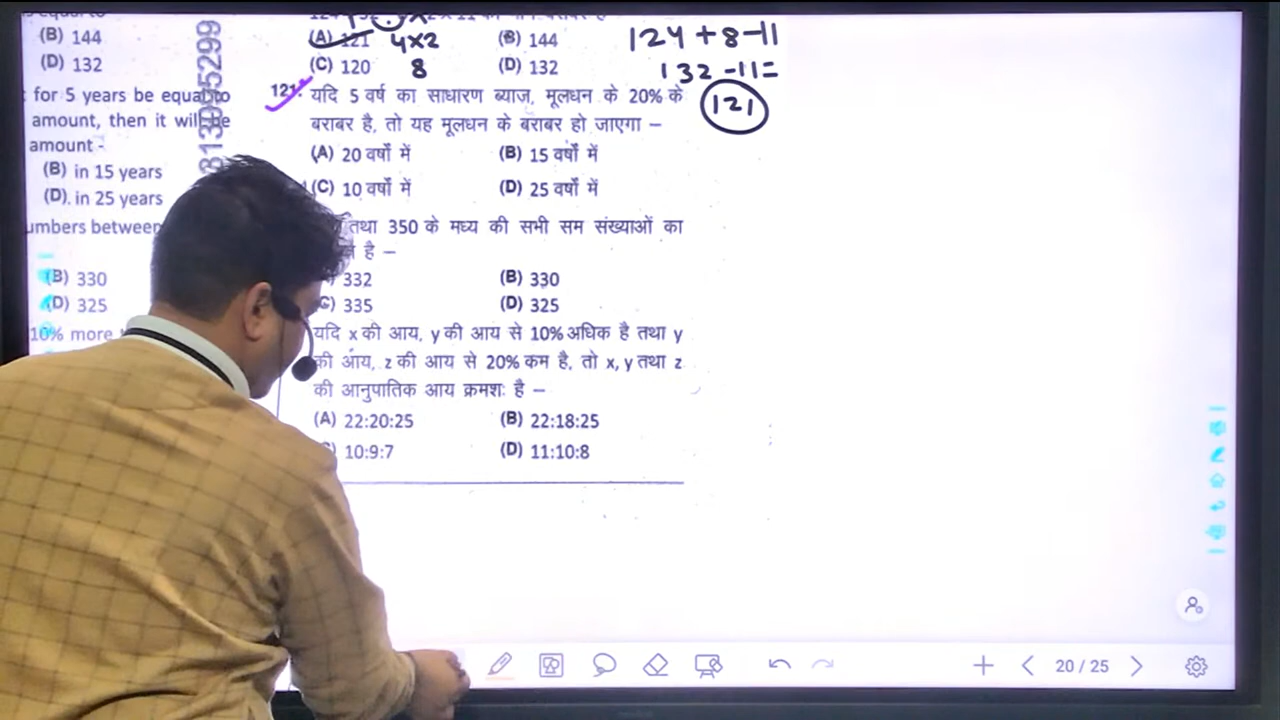 (B) 144
(D) 132
for 5 years be equal to
amount, then it will be
amount -
(B) in 15 years
(D). in 25 years
umbers between
(B) 330
(D) 325
10% more
(A) 121
4x2
(B) 144
(C) 120
8
(D) 132
124+8-11
132-11=
121
121. यदि 5 वर्ष का साधारण ब्याज, मूलधन के 20% के
बराबर है, तो यह मूलधन के बराबर हो जाएगा –
(A) 20 वर्षों में
(B) 15 वर्षों में
(C) 10 वर्षों में
(D) 25 वर्षों में
तथा 350 के मध्य की सभी सम संख्याओं का
है –
332
(B) 330
335
(D) 325
यदि x की आय, y की आय से 10% अधिक है तथा y
की आय, z की आय से 20% कम है, तो x, y तथा z
की आनुपातिक आय क्रमशः है –
(A) 22:20:25
(B) 22:18:25
10:9:7
(D) 11:10:8
20 / 25